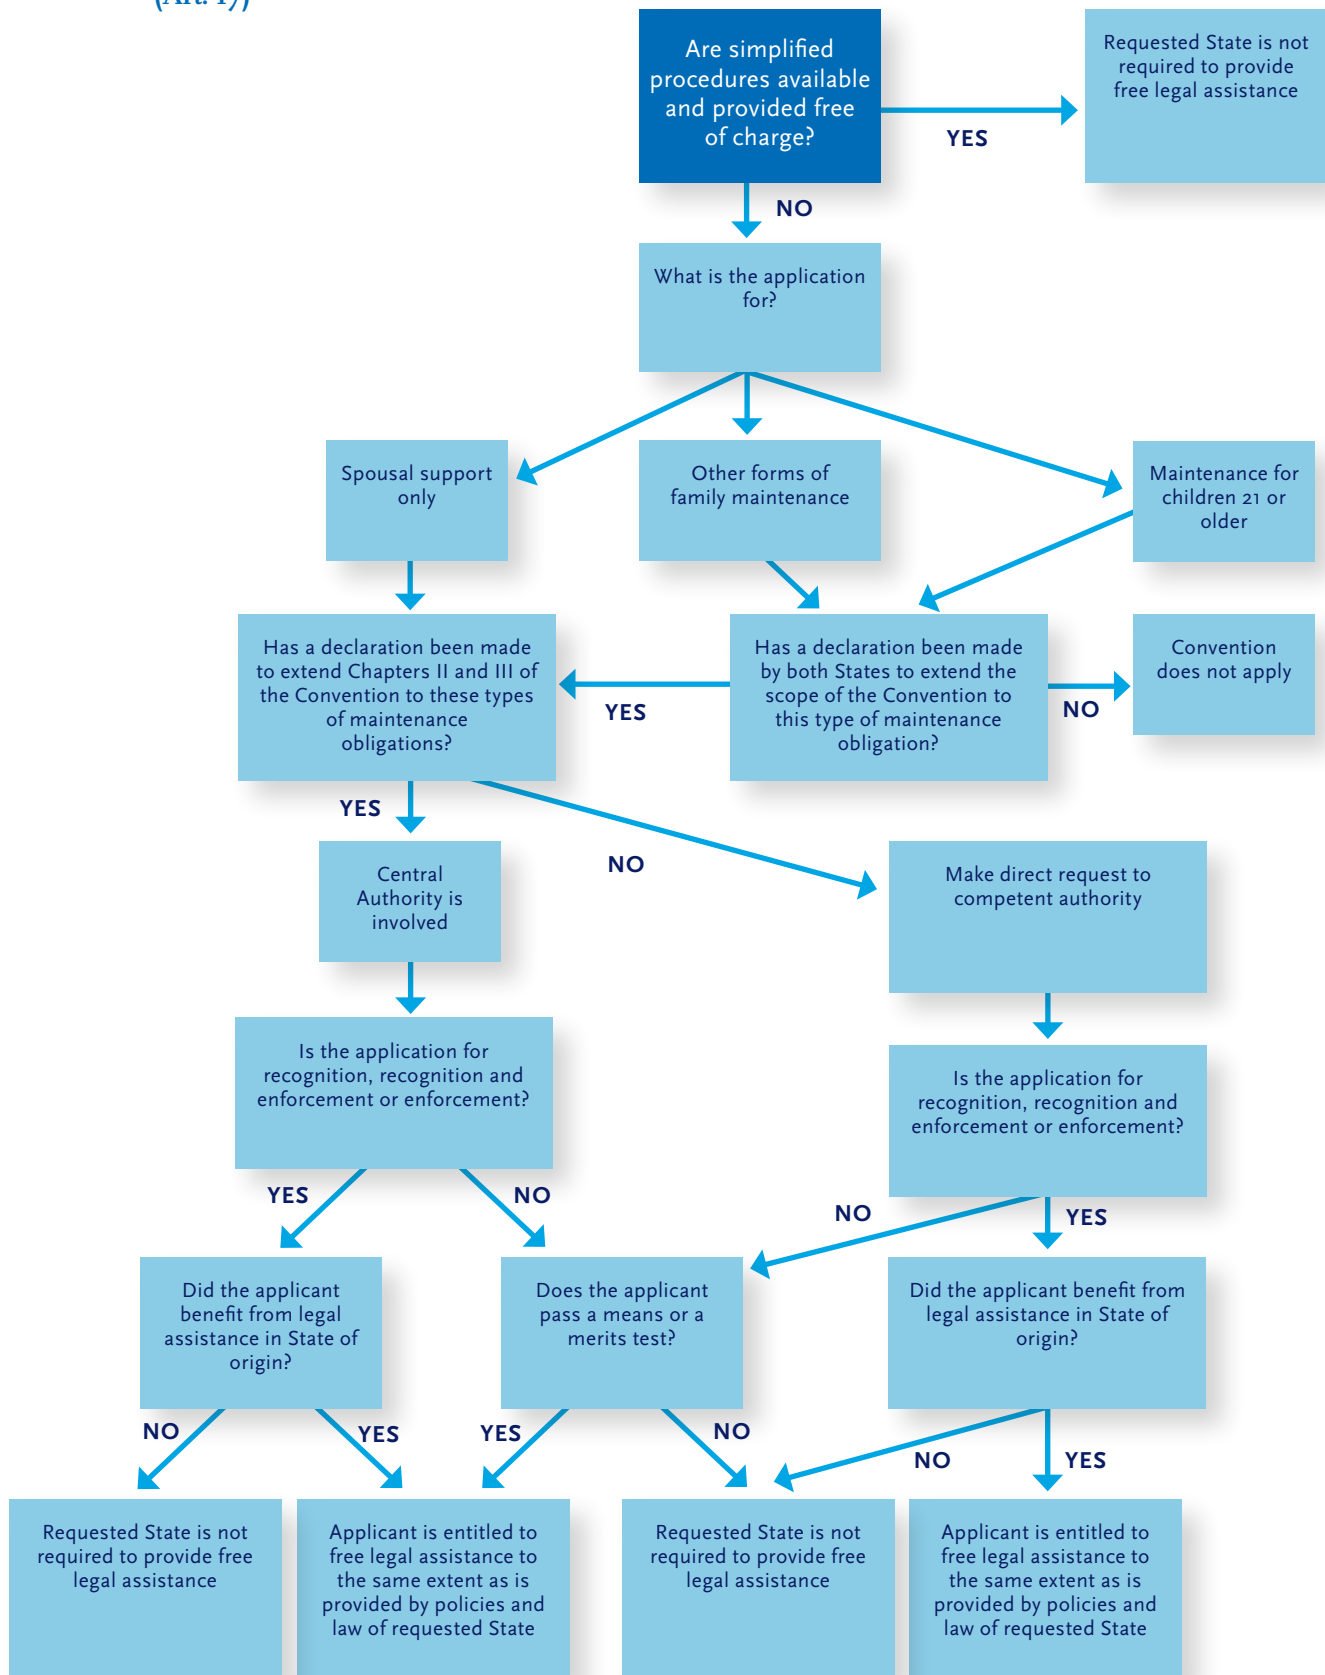 (Art. 17)
Are simplified
procedures available
and provided free
of charge?
YES
Requested State is not
required to provide
free legal assistance
NO
What is the application
for?
Spousal support
only
Other forms of
family maintenance
Maintenance for
children 21 or
older
Has a declaration been made
to extend Chapters II and III of
the Convention to these types
of maintenance
obligations?
YES
Has a declaration been made
by both States to extend the
scope of the Convention to
this type of maintenance
obligation?
NO
Convention
does not apply
YES
NO
Central
Authority is
involved
Make direct request to
competent authority
Is the application for
recognition, recognition and
enforcement or enforcement?
Is the application for
recognition, recognition and
enforcement or enforcement?
YES
NO
NO
YES
Did the applicant
benefit from legal
assistance in State of
origin?
Does the applicant
pass a means or a
merits test?
Did the applicant benefit from
legal assistance in State of
origin?
NO
YES
YES
NO
NO
YES
Requested State is not
required to provide free
legal assistance
Applicant is entitled to
free legal assistance to
the same extent as is
provided by policies and
law of requested State
Requested State is not
required to provide free
legal assistance
Applicant is entitled to
free legal assistance to
the same extent as is
provided by policies and
law of requested State